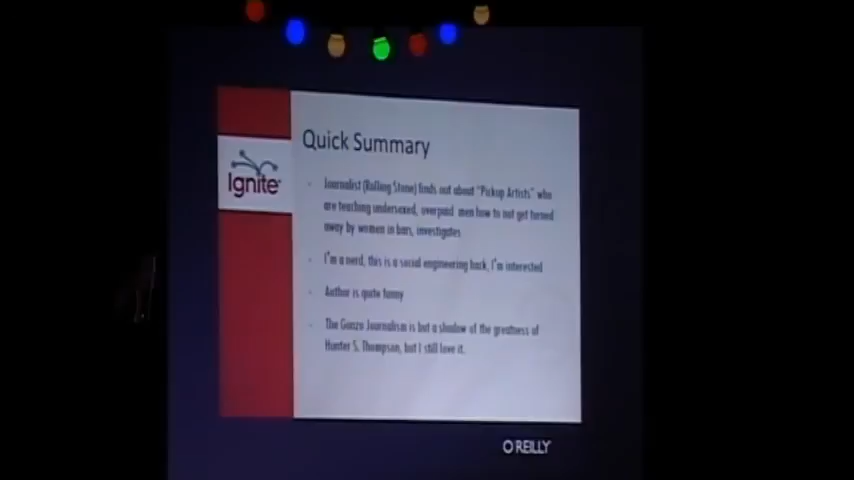 Quick Summary
Ignite
- Journalist (Rolling Stone) finds out about "Pickup Artists" who
are teaching undersexed, overpaid men how to not get turned
away by women in bars, investigates
- I'm a nerd, this is a social engineering hack, I'm interested
- Author is quite funny
- The Gonzo Journalism is but a shadow of the greatness of
Hunter S. Thompson, but I still love it.
O'REILLY